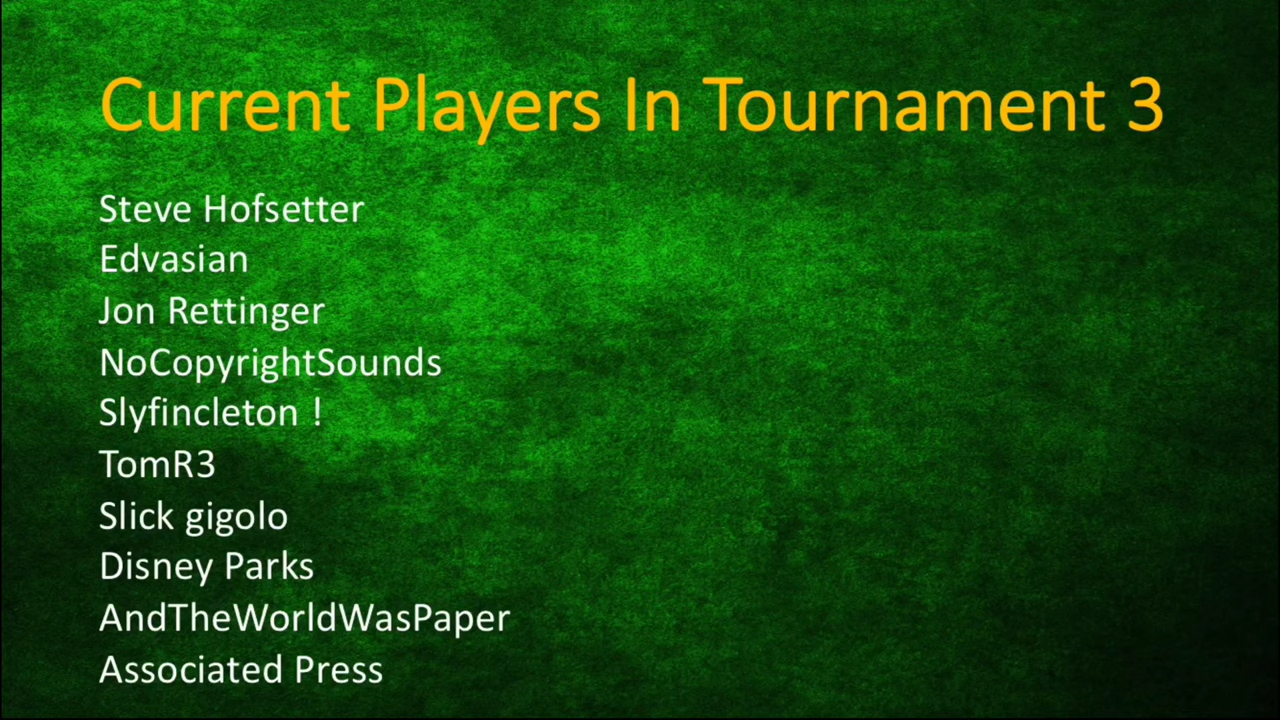 Current Players In Tournament 3
Steve Hofsetter
Edvasian
Jon Rettinger
NoCopyrightSounds
Slyfincleton !
TomR3
Slick gigolo
Disney Parks
AndTheWorldWasPaper
Associated Press